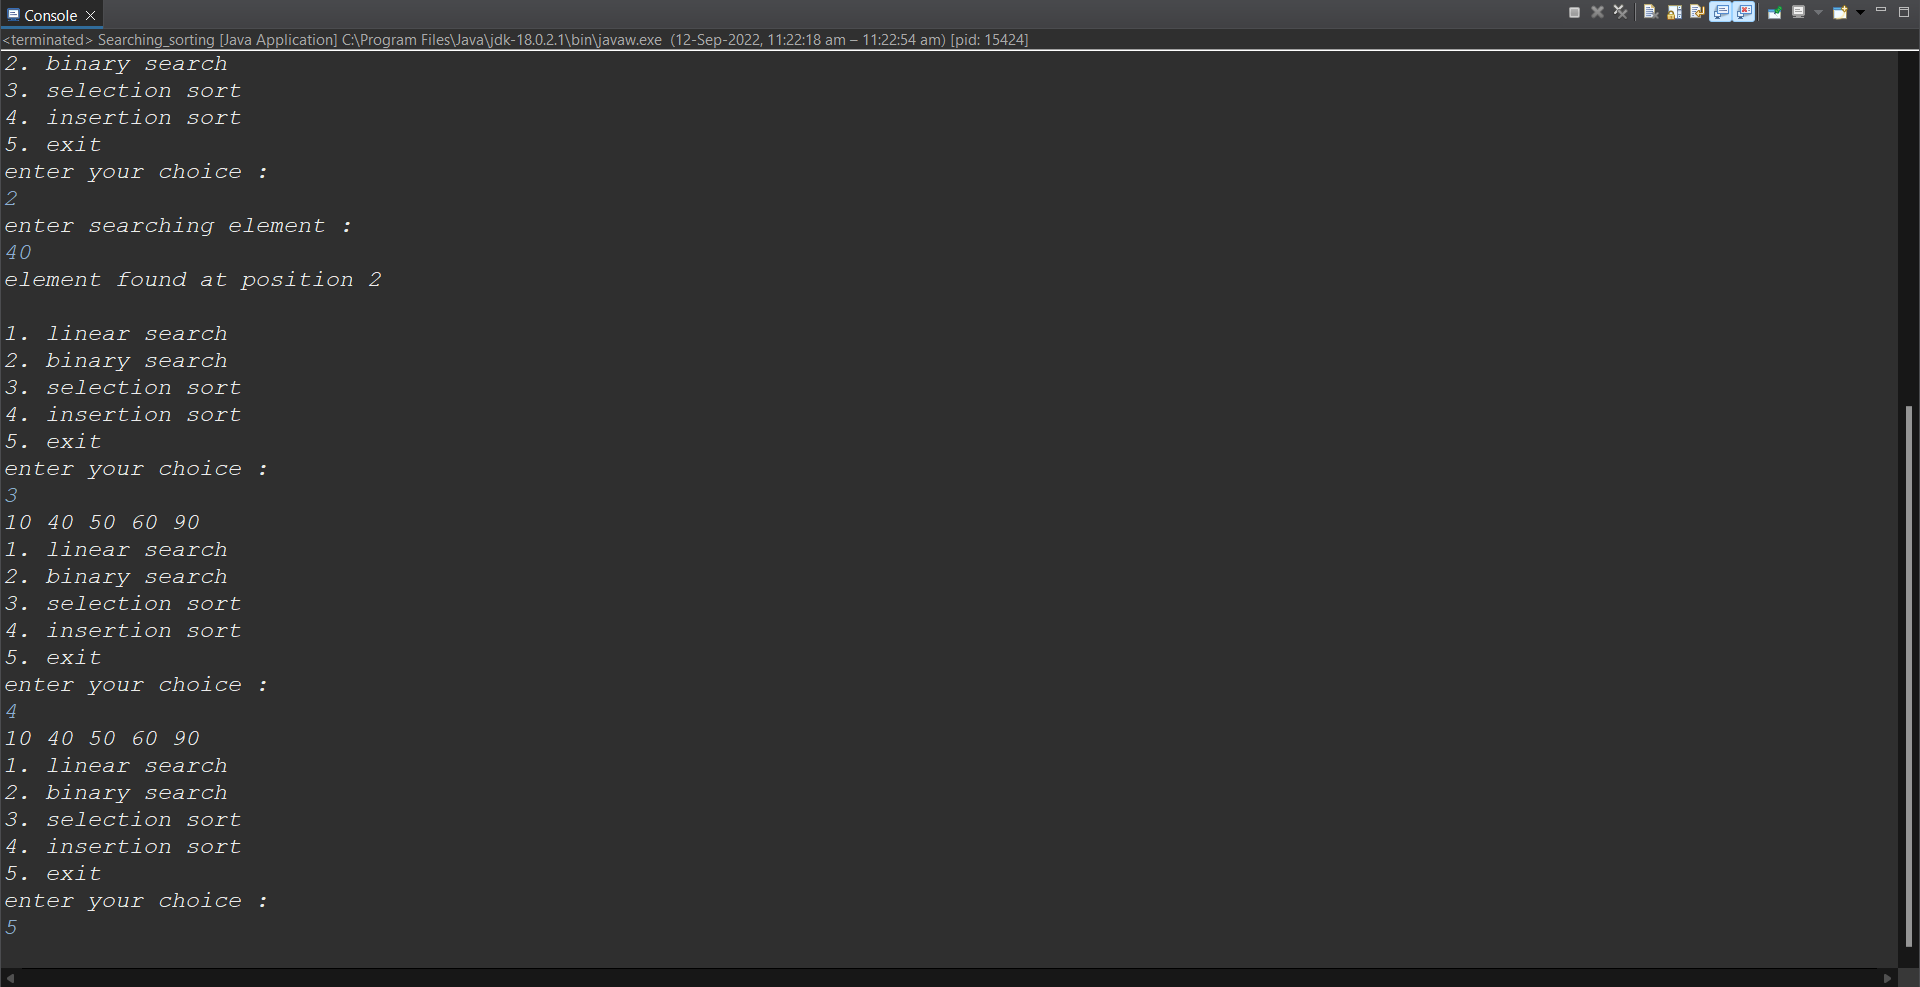 Console
<terminated> Searching_sorting [Java Application] C:\Program Files\Java\jdk-18.0.2.1\bin\javaw.exe (12-Sep-2022, 11:22:18 am – 11:22:54 am) [pid: 15424]
2. binary search
3. selection sort
4. insertion sort
5. exit
enter your choice :
2
enter searching element :
40
element found at position 2

1. linear search
2. binary search
3. selection sort
4. insertion sort
5. exit
enter your choice :
3
10 40 50 60 90
1. linear search
2. binary search
3. selection sort
4. insertion sort
5. exit
enter your choice :
4
10 40 50 60 90
1. linear search
2. binary search
3. selection sort
4. insertion sort
5. exit
enter your choice :
5